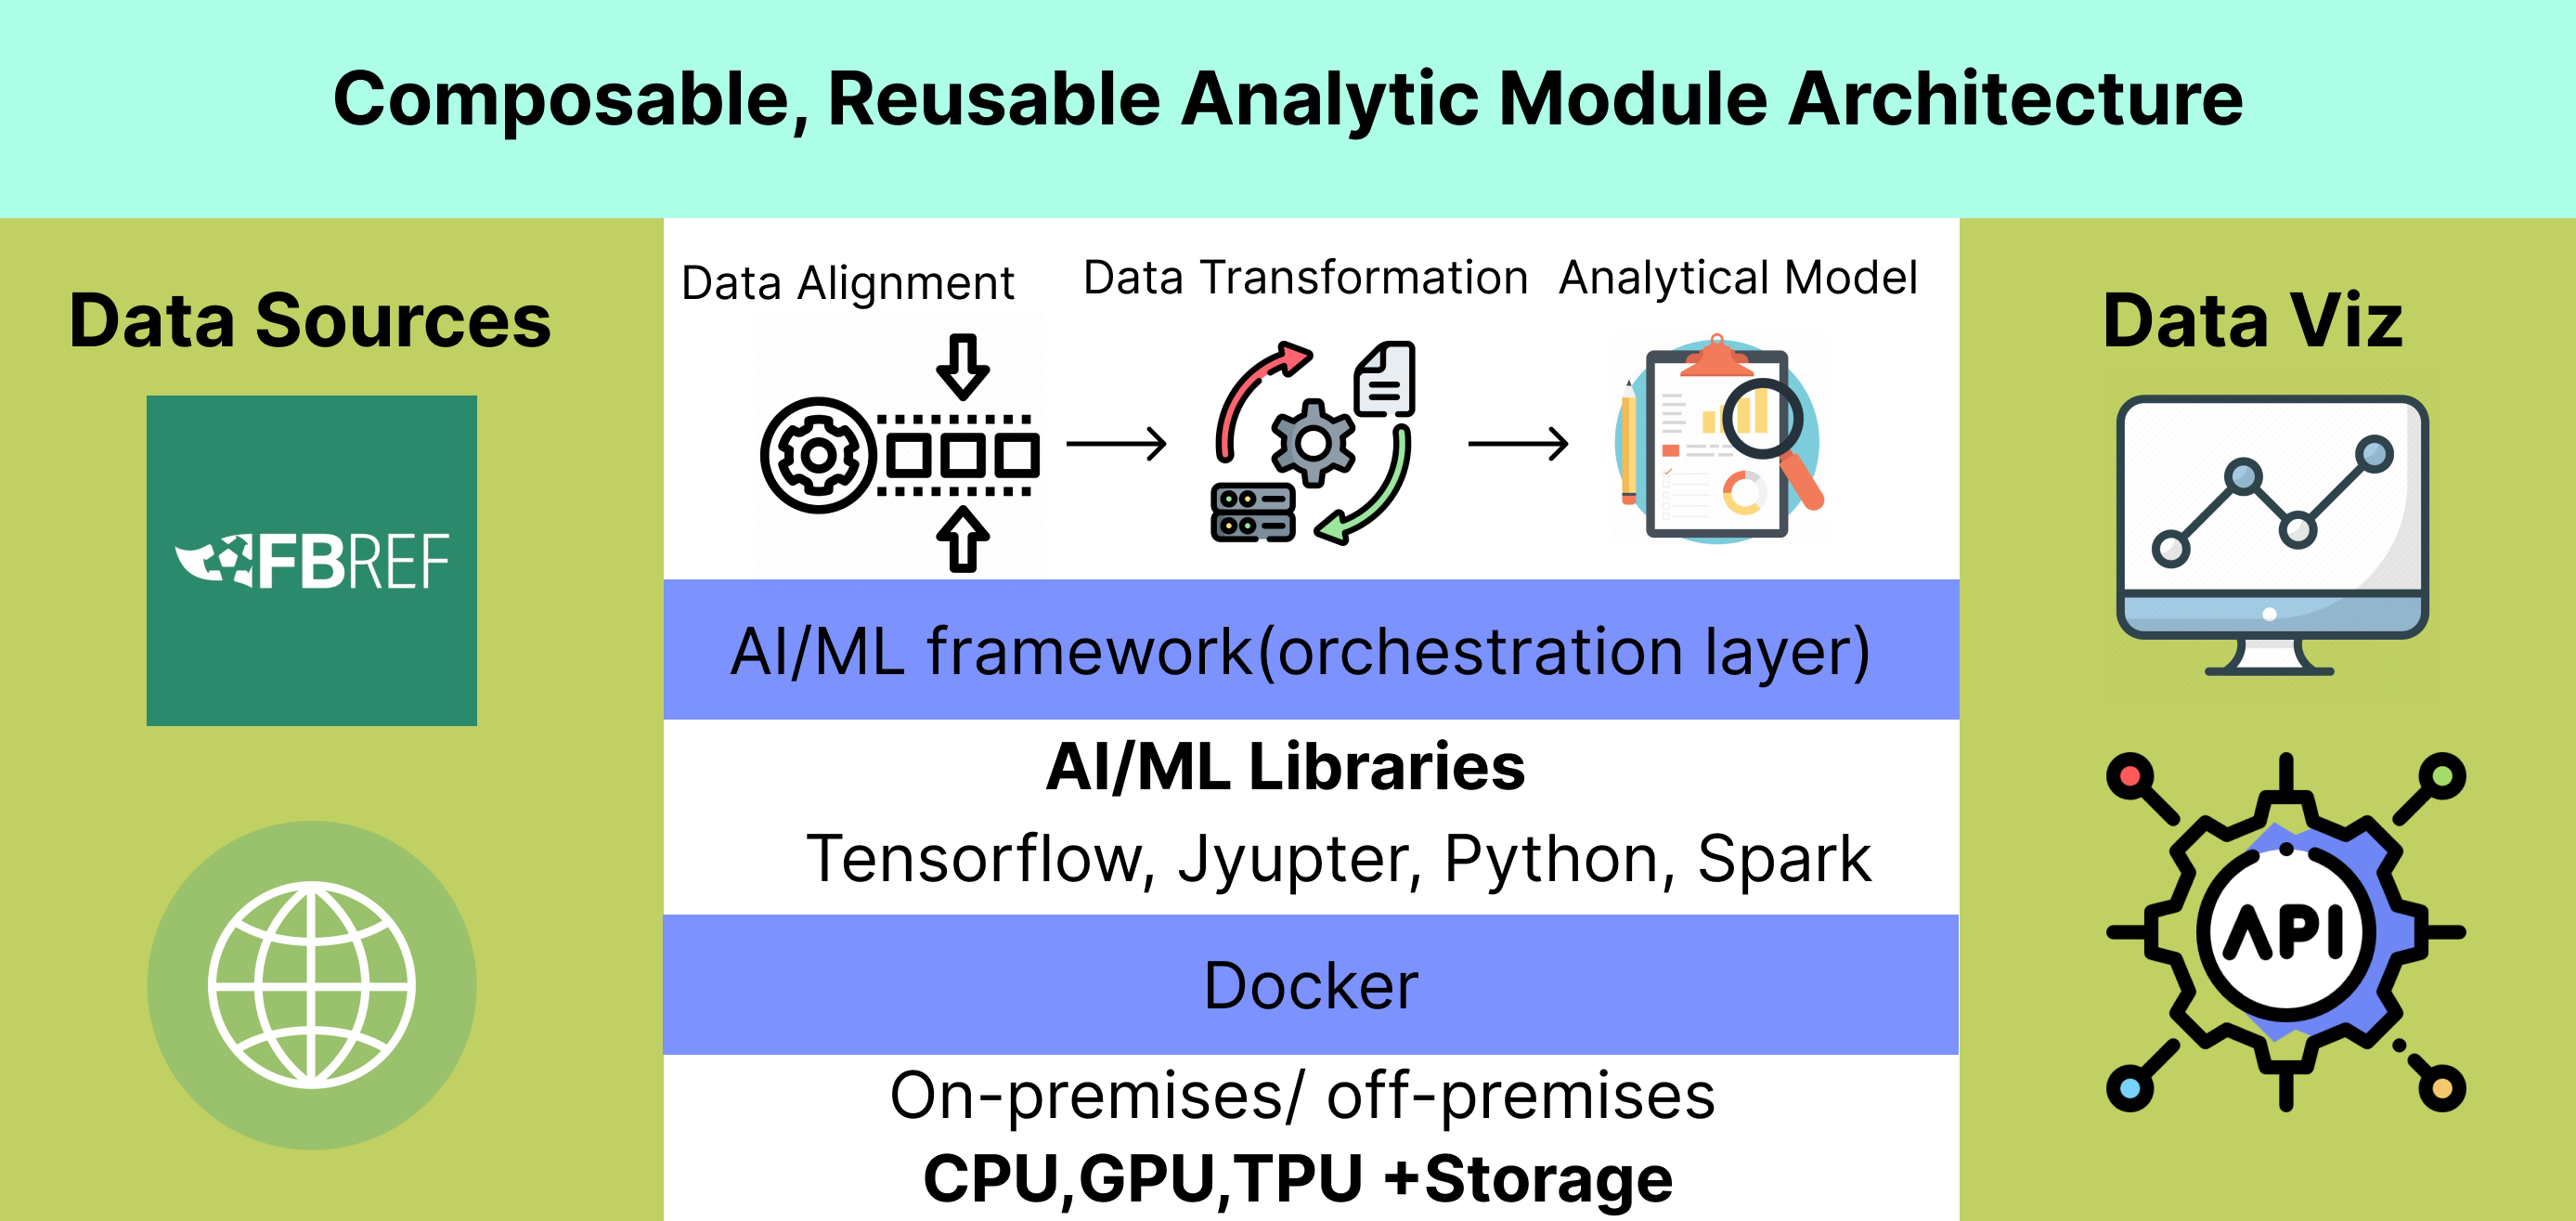 Composable, Reusable Analytic Module Architecture
Data Sources
FBREF
Data Alignment
Data Transformation
Analytical Model
AI/ML framework(orchestration layer)
AI/ML Libraries
Tensorflow, Jyupter, Python, Spark
Docker
On-premises/ off-premises
CPU,GPU,TPU +Storage
Data Viz
API